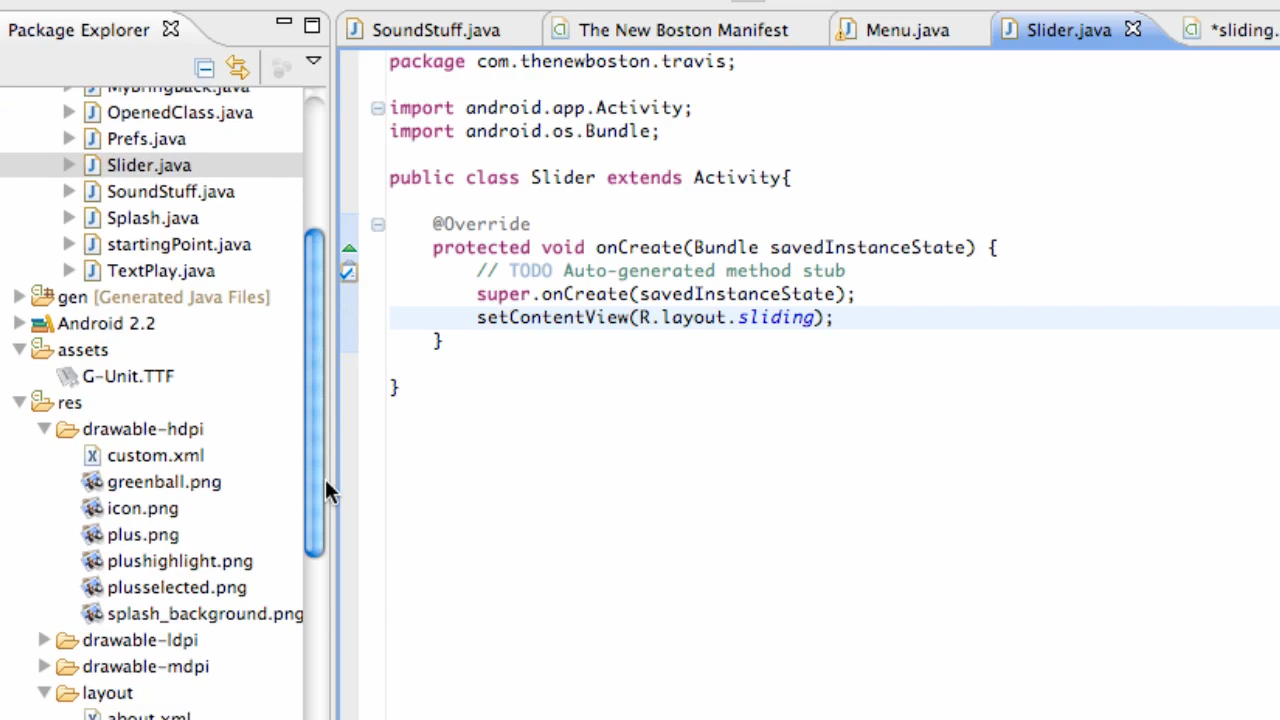 Package Explorer
MyBringBack.java
OpenedClass.java
Prefs.java
Slider.java
SoundStuff.java
Splash.java
startingPoint.java
TextPlay.java
gen [Generated Java Files]
Android 2.2
assets
G-Unit.TTF
res
drawable-hdpi
custom.xml
greenball.png
icon.png
plus.png
plushighlight.png
plusselected.png
splash_background.png
drawable-ldpi
drawable-mdpi
layout
about.xml
SoundStuff.java
The New Boston Manifest
Menu.java
Slider.java
*sliding.
package com.thenewboston.travis;
import android.app.Activity;
import android.os.Bundle;
public class Slider extends Activity{
@Override
protected void onCreate(Bundle savedInstanceState) {
// TODO Auto-generated method stub
super.onCreate(savedInstanceState);
setContentView(R.layout.sliding);
}
}